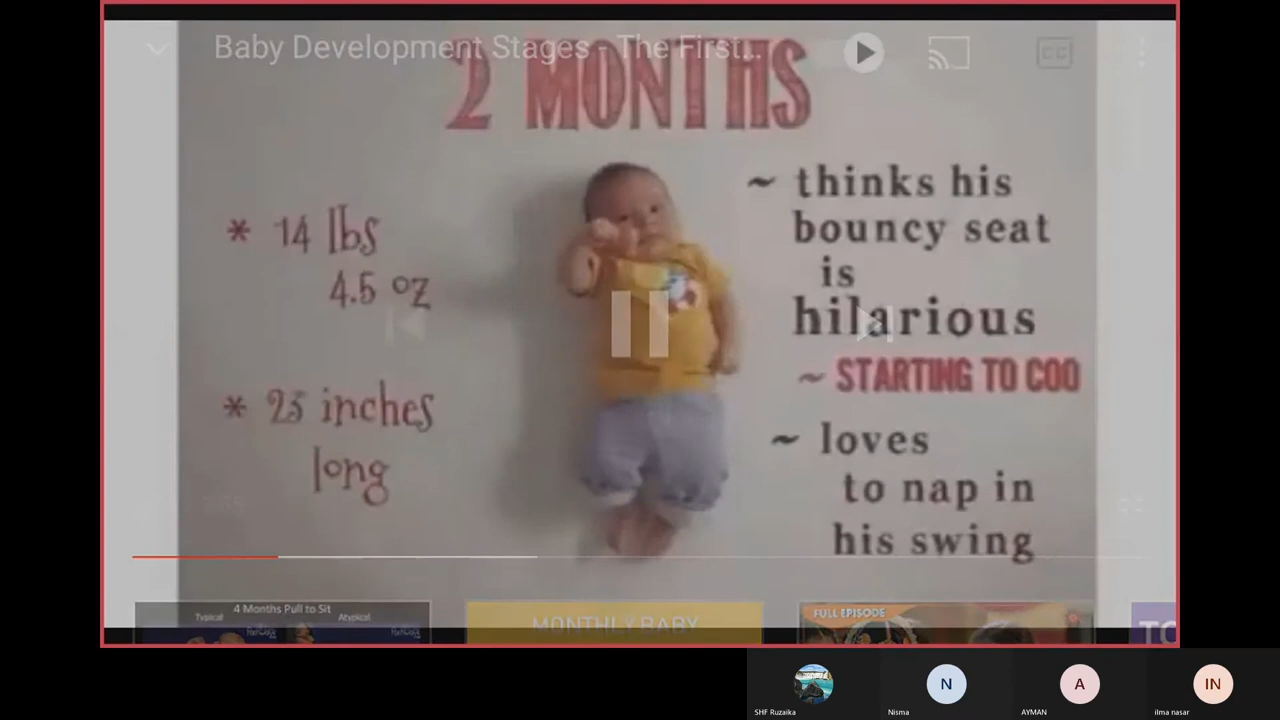 Baby Development Stages - The First...
CC
2 MONTHS
* 14 lbs
4.5 oz
* 23 inches
long
~ thinks his
bouncy seat
is
hilarious
~ STARTING TO COO
~ loves
to nap in
his swing
4 Months Pull to Sit
Typical
Atypical
MONTHLY BABY
FULL EPISODE
TO
SHF Ruzaika
N
Nisma
A
AYMAN
IN
ilma nasar